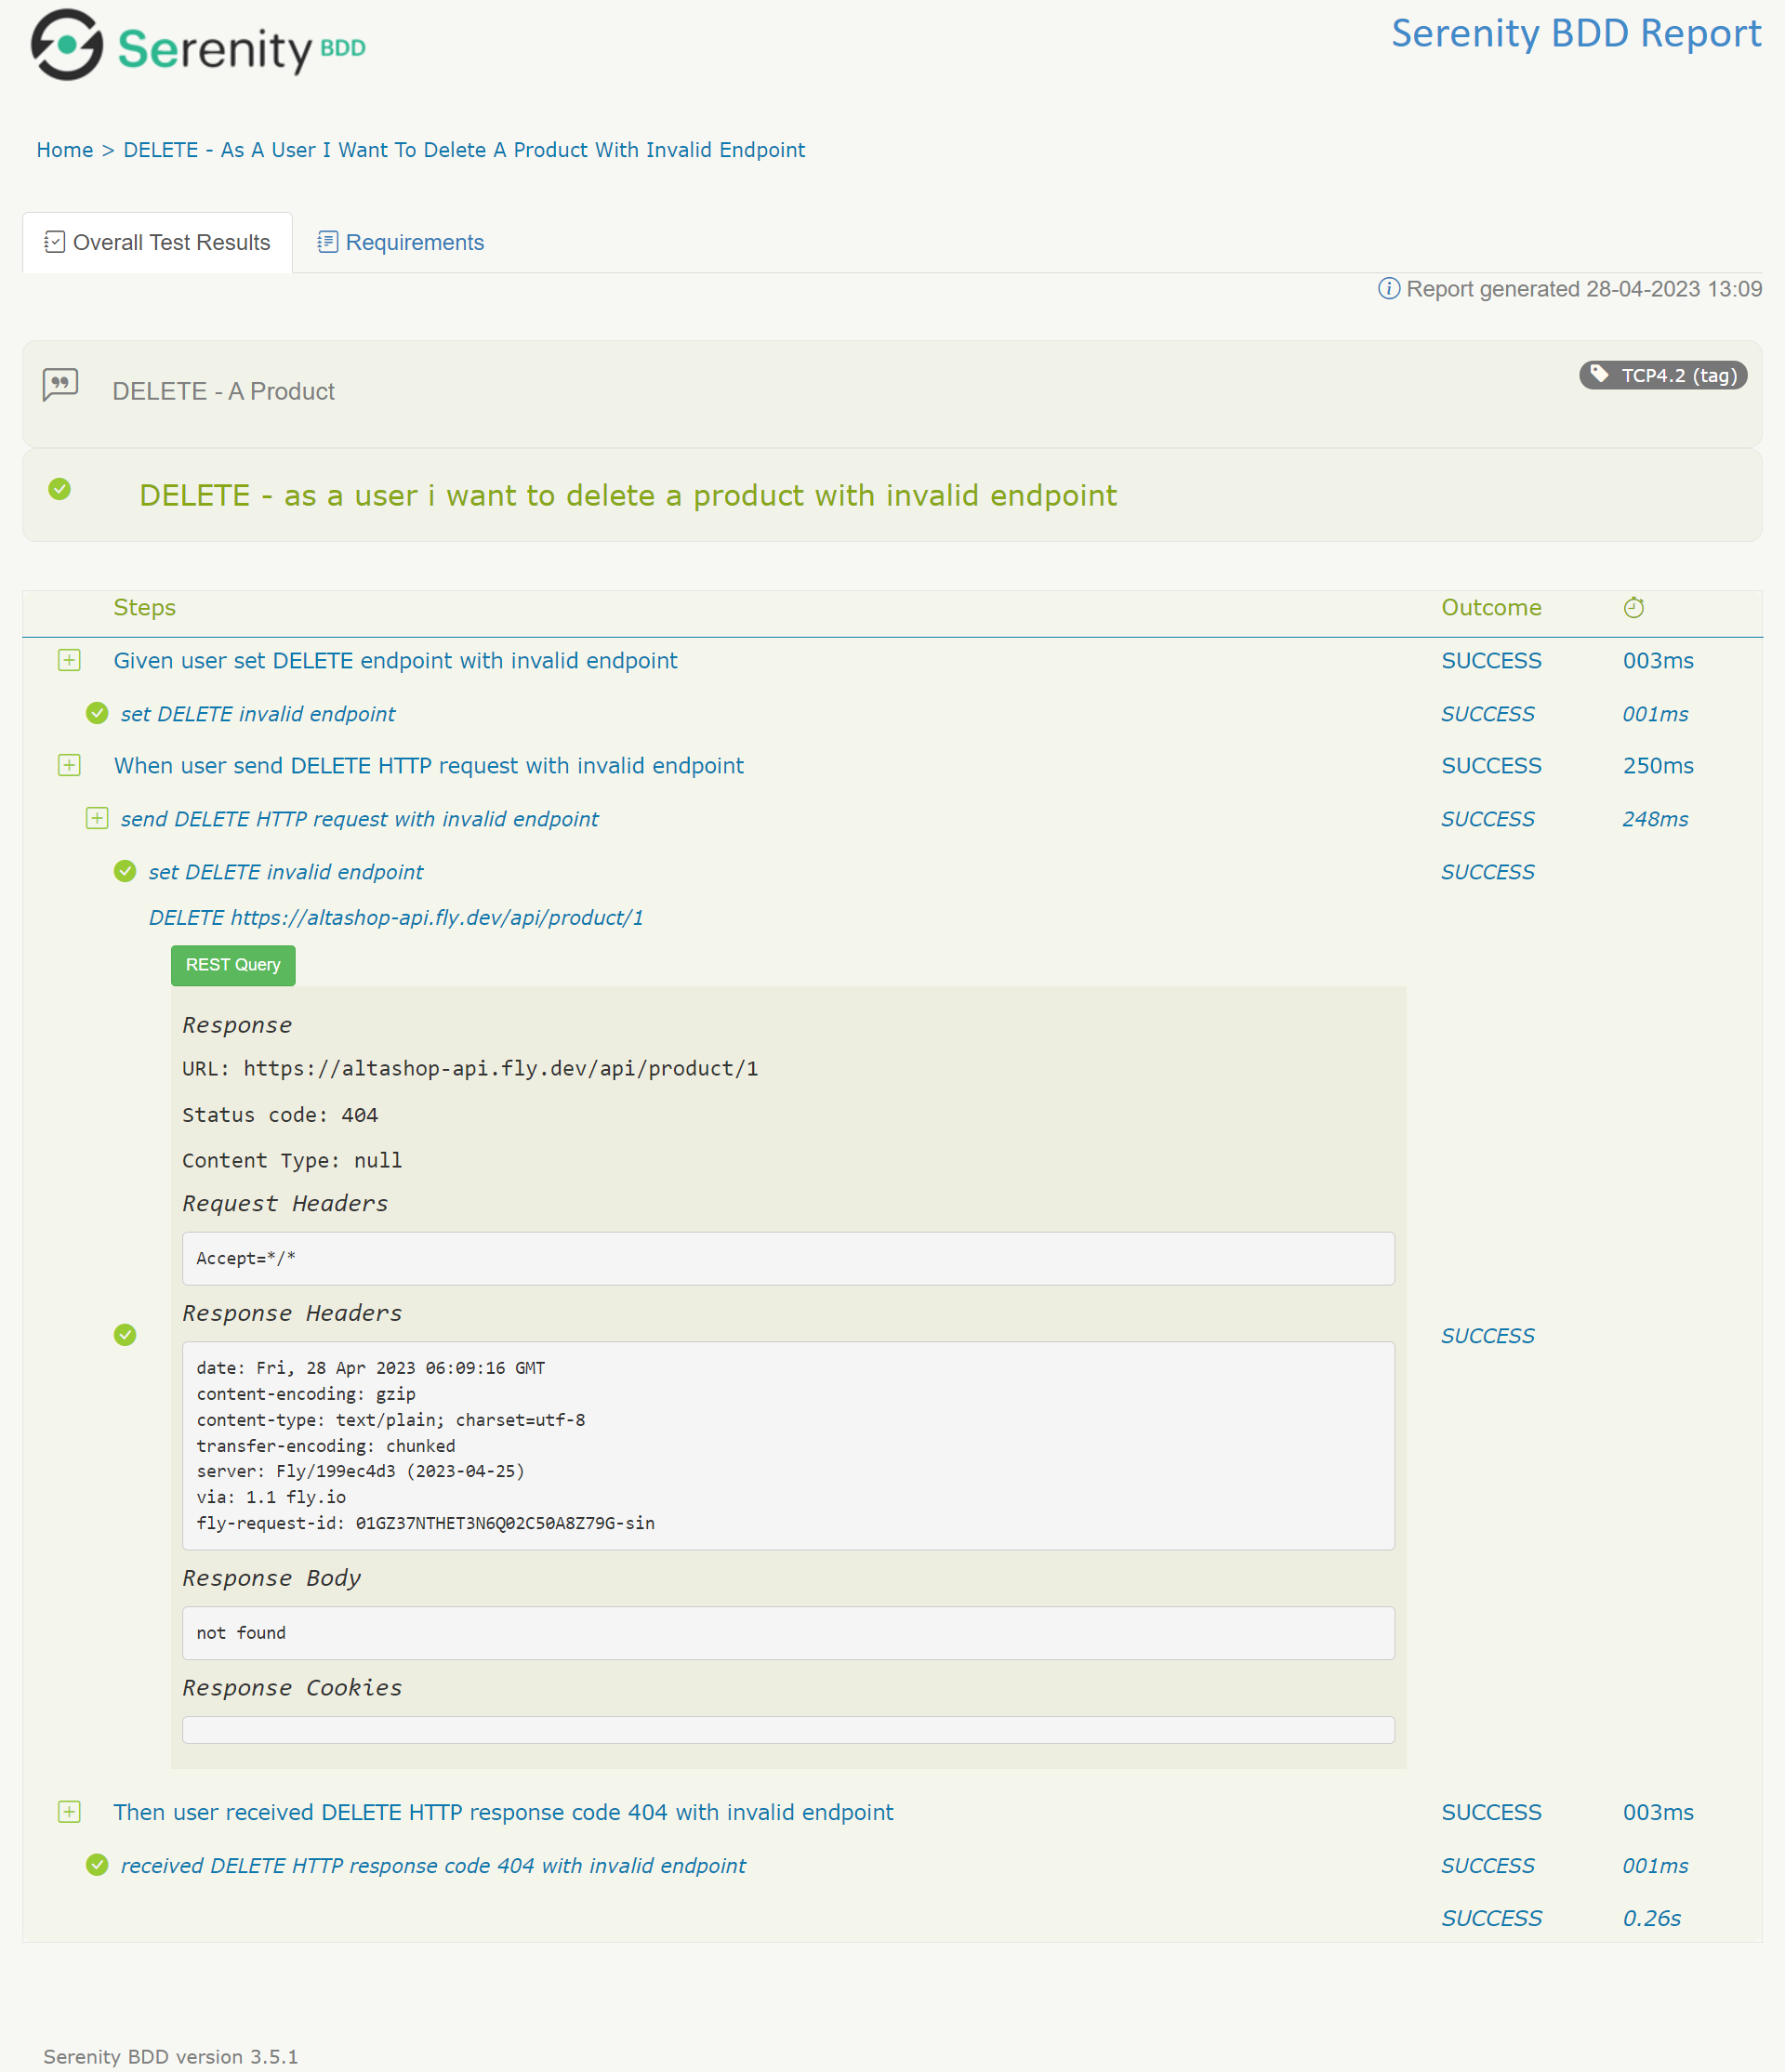 Serenity BDD
Serenity BDD Report
Home > DELETE - As A User I Want To Delete A Product With Invalid Endpoint
Overall Test Results
Requirements
Report generated 28-04-2023 13:09
DELETE - A Product
TCP4.2 (tag)
DELETE - as a user i want to delete a product with invalid endpoint
Steps Outcome
Given user set DELETE endpoint with invalid endpoint SUCCESS 003ms
set DELETE invalid endpoint SUCCESS 001ms
When user send DELETE HTTP request with invalid endpoint SUCCESS 250ms
send DELETE HTTP request with invalid endpoint SUCCESS 248ms
set DELETE invalid endpoint SUCCESS
DELETE https://altashop-api.fly.dev/api/product/1
REST Query
Response
URL: https://altashop-api.fly.dev/api/product/1
Status code: 404
Content Type: null
Request Headers
Accept=*/*
Response Headers
SUCCESS
date: Fri, 28 Apr 2023 06:09:16 GMT
content-encoding: gzip
content-type: text/plain; charset=utf-8
transfer-encoding: chunked
server: Fly/199ec4d3 (2023-04-25)
via: 1.1 fly.io
fly-request-id: 01GZ37NTHET3N6Q02C50A8Z79G-sin
Response Body
not found
Response Cookies
Then user received DELETE HTTP response code 404 with invalid endpoint SUCCESS 003ms
received DELETE HTTP response code 404 with invalid endpoint SUCCESS 001ms
SUCCESS 0.26s
Serenity BDD version 3.5.1